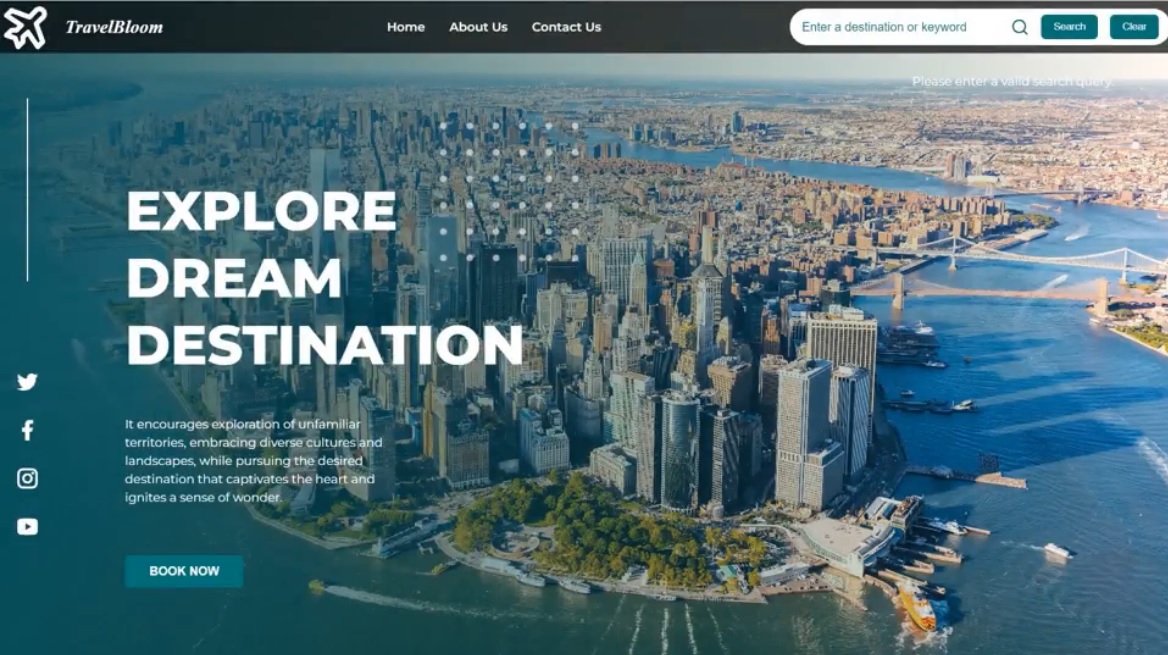 TravelBloom
Home About Us Contact Us
Enter a destination or keyword
Search
Clear
Please enter a valid search query.
EXPLORE
DREAM
DESTINATION
It encourages exploration of unfamiliar
territories, embracing diverse cultures and
landscapes, while pursuing the desired
destination that captivates the heart and
ignites a sense of wonder.
BOOK NOW